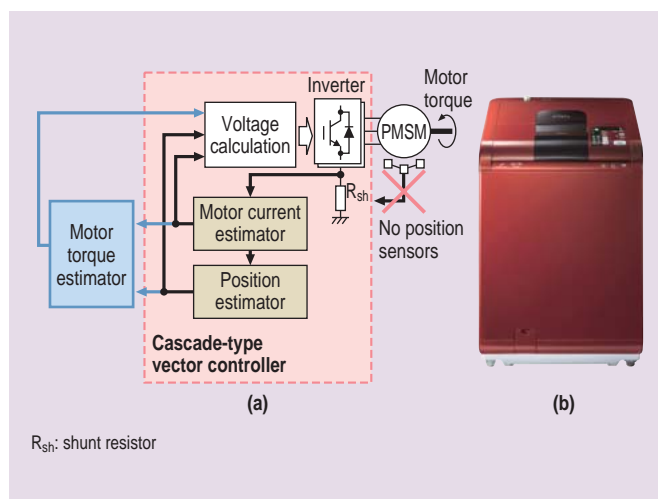 Inverter
Motor
torque
Voltage
calculation
PMSM
Rsh
Motor current
estimator
No position
sensors
Motor
torque
estimator
Position
estimator
Cascade-type
vector controller
(a)
(b)
Rsh: shunt resistor